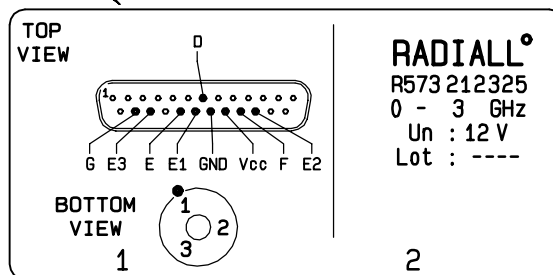 TOP
VIEW
D
1
G E3 E E1 GND Vcc F E2
BOTTOM
VIEW
1
2
3
1
RADIALL°
R573 212325
0 - 3 GHz
Un : 12 V
Lot : ----
2